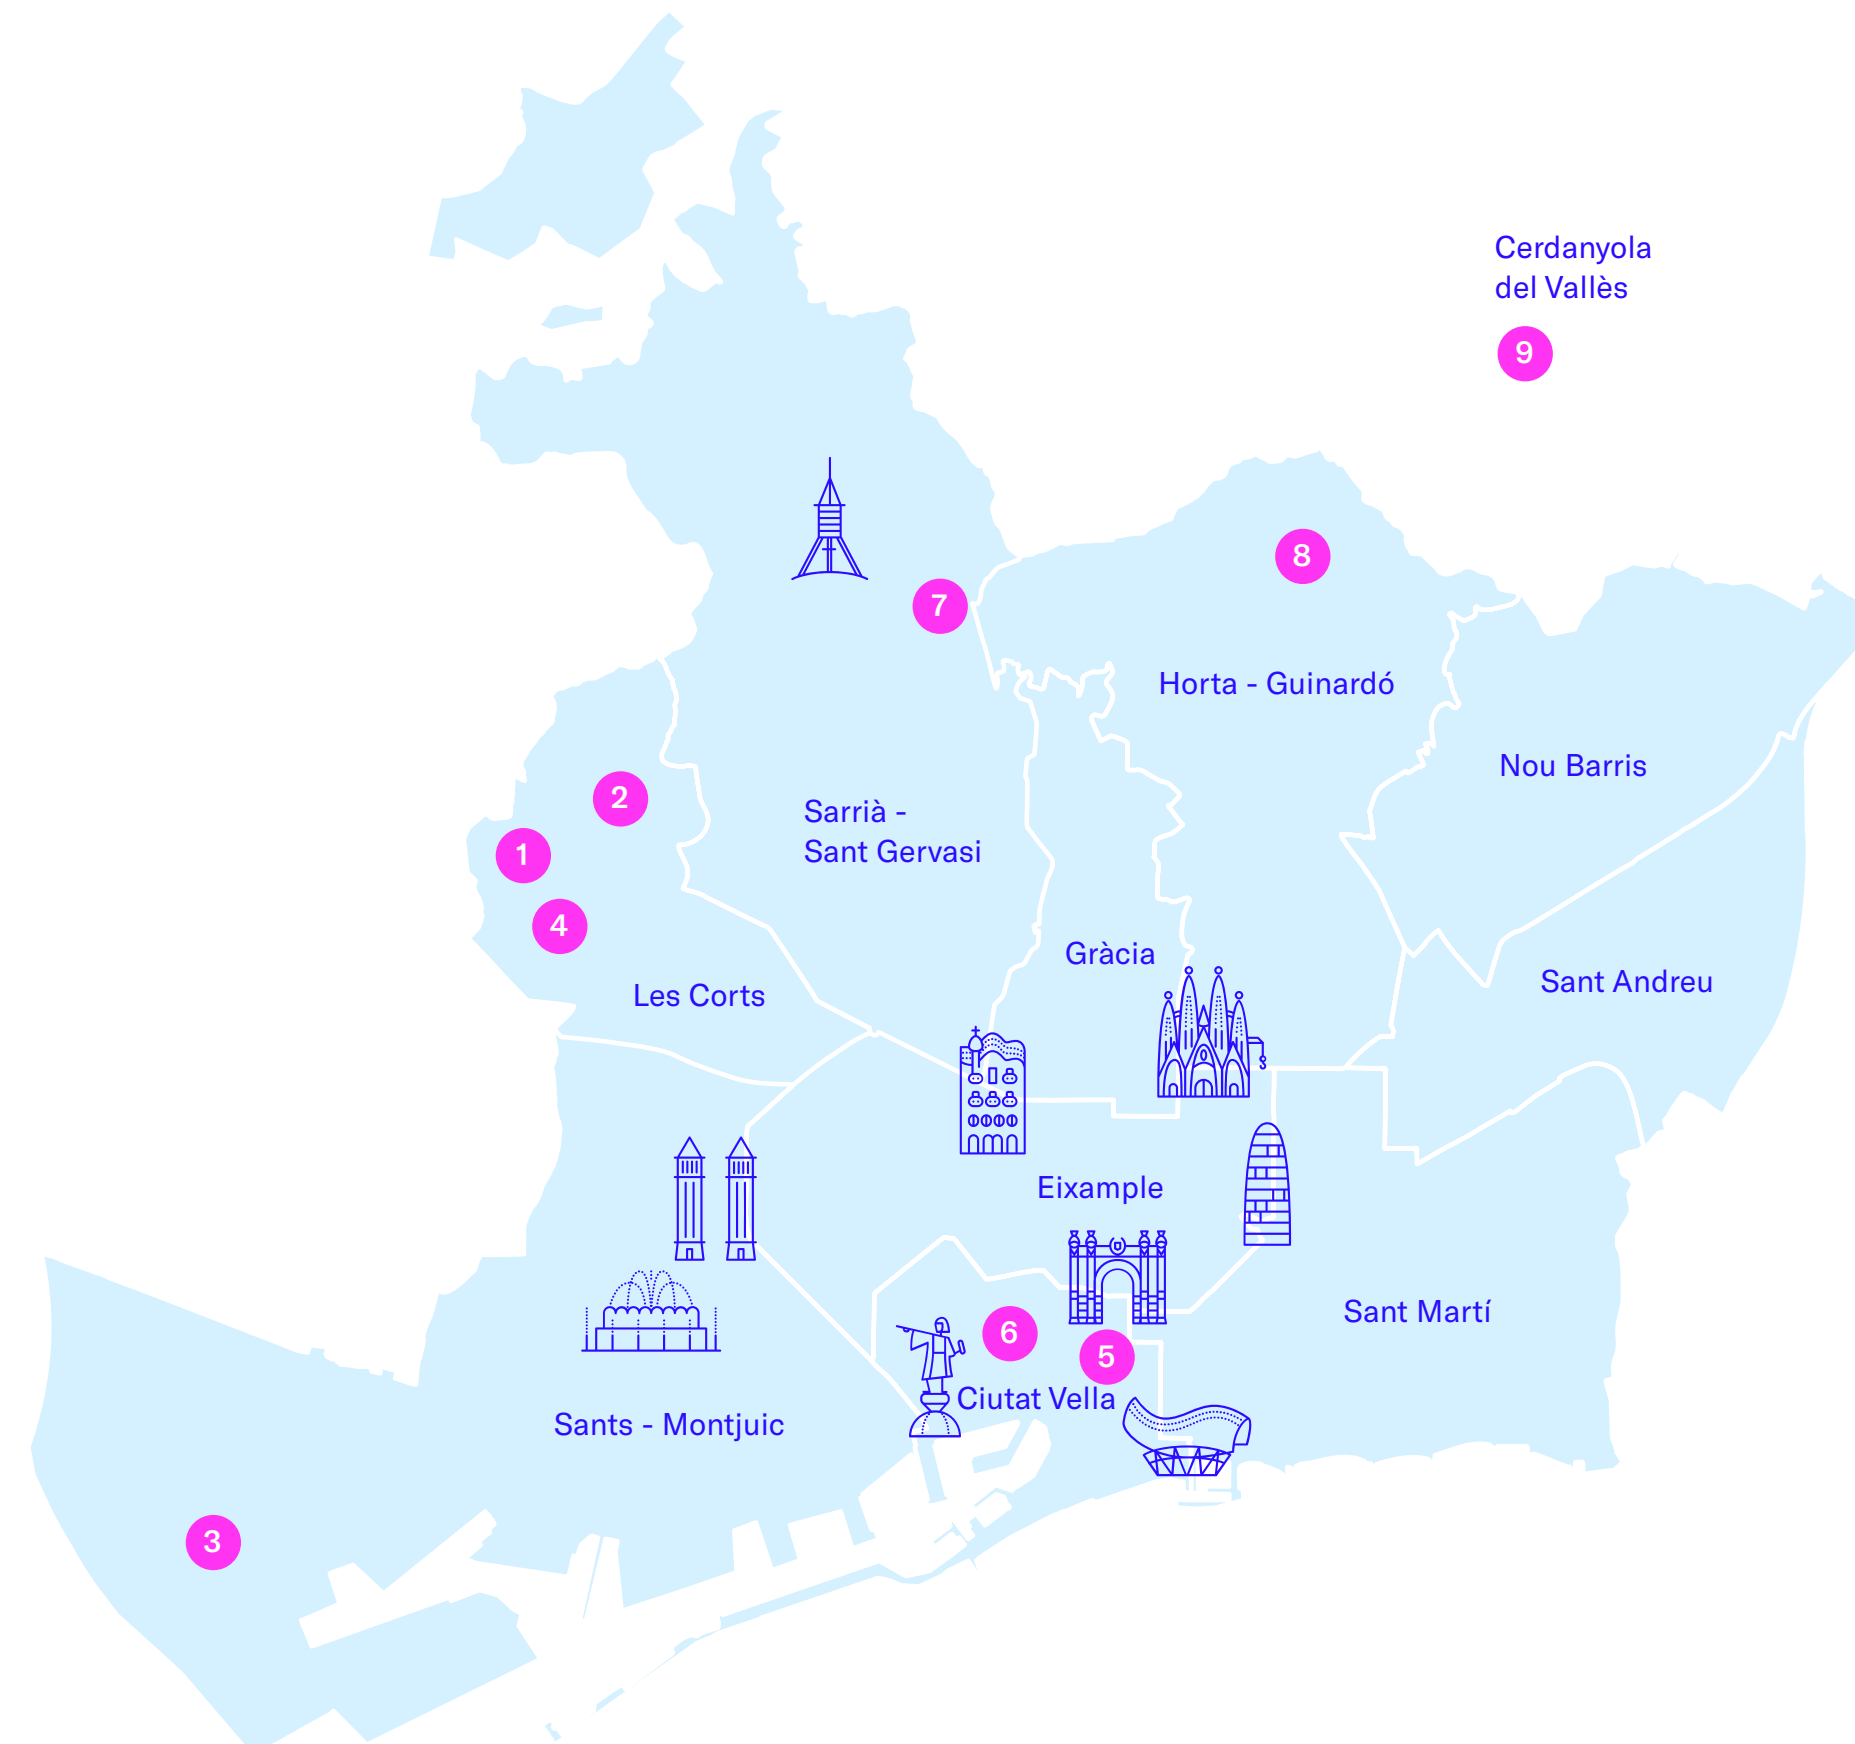 Cerdanyola
del Vallès
9
8
7
Horta - Guinardó
Nou Barris
2
Sarrià -
Sant Gervasi
1
4
Gràcia
Les Corts
Sant Andreu
Eixample
Sant Martí
6
5
Ciutat Vella
Sants - Montjuic
3